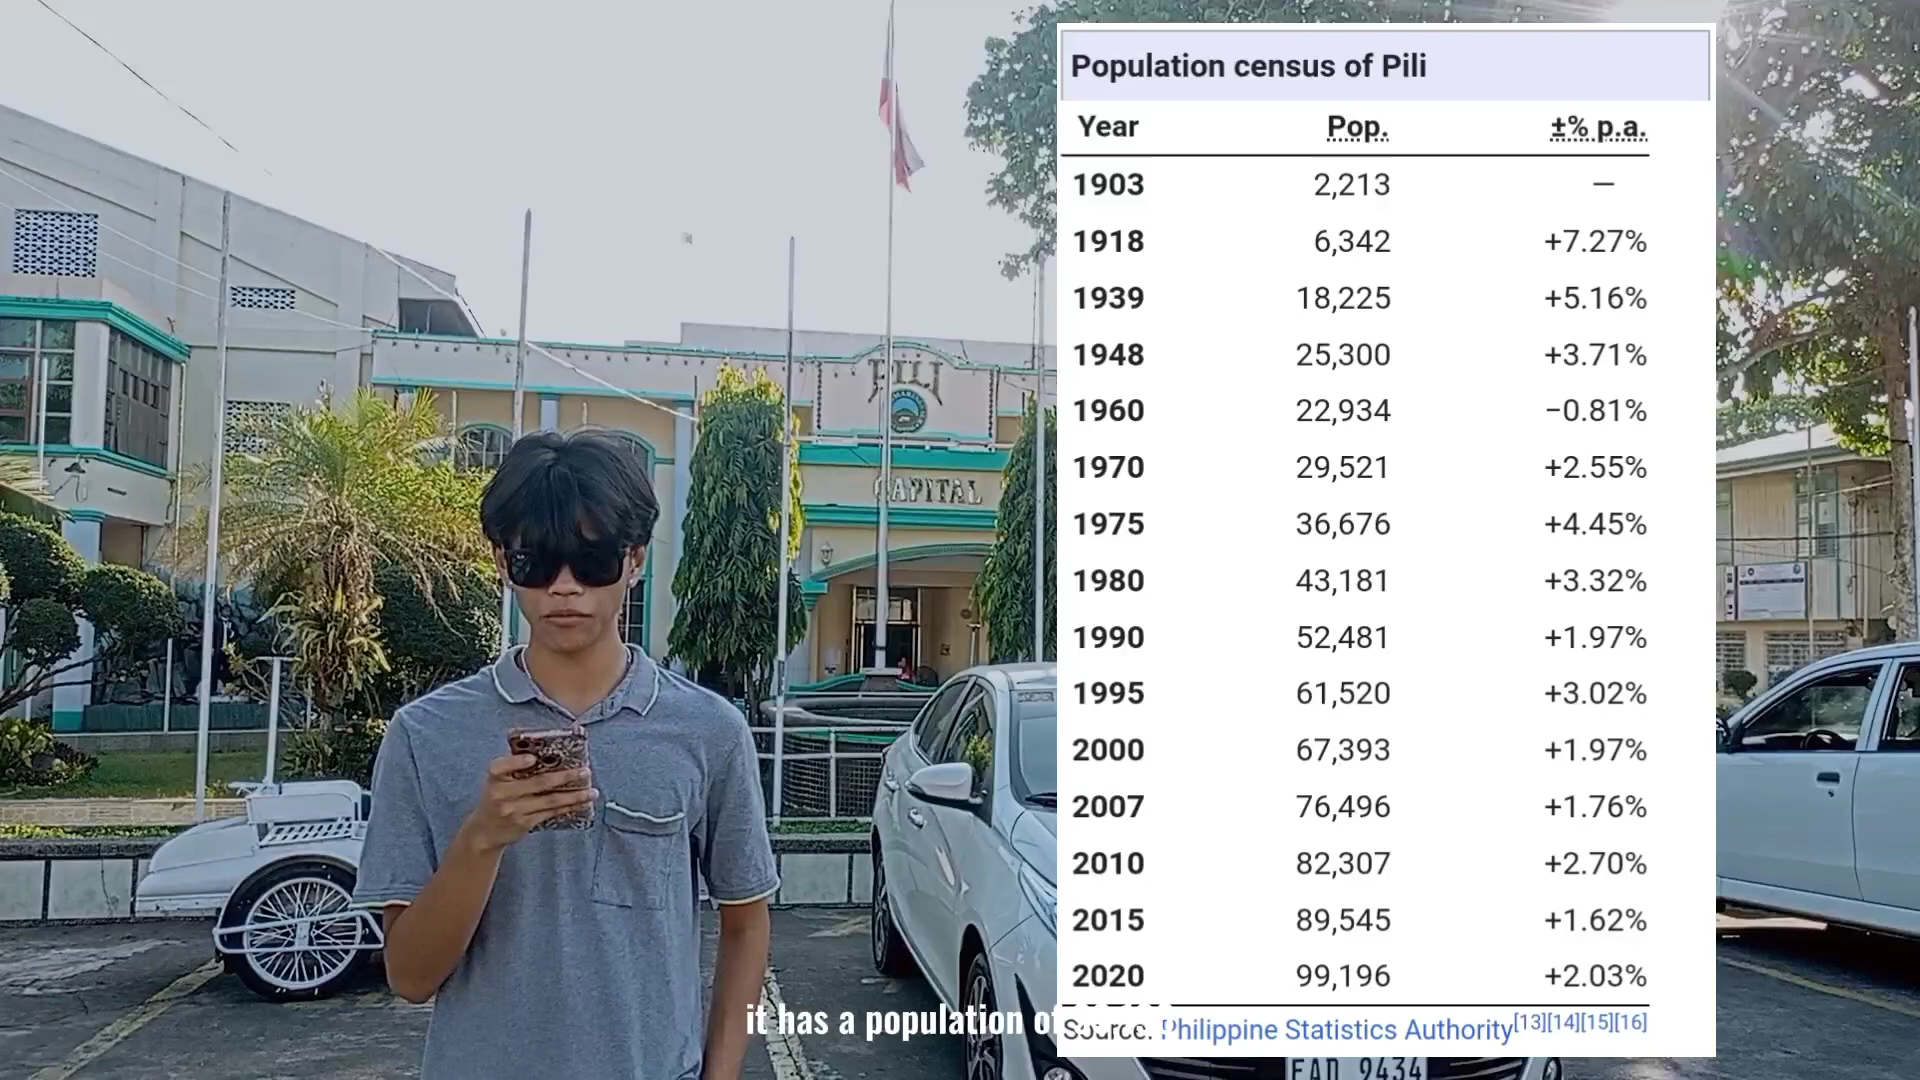 PILI
CAPITAL
Population census of Pili
Year Pop. ±% p.a.
1903 2,213 —
1918 6,342 +7.27%
1939 18,225 +5.16%
1948 25,300 +3.71%
1960 22,934 −0.81%
1970 29,521 +2.55%
1975 36,676 +4.45%
1980 43,181 +3.32%
1990 52,481 +1.97%
1995 61,520 +3.02%
2000 67,393 +1.97%
2007 76,496 +1.76%
2010 82,307 +2.70%
2015 89,545 +1.62%
2020 99,196 +2.03%
Source: Philippine Statistics Authority[13][14][15][16]
it has a population of
FAD 9434